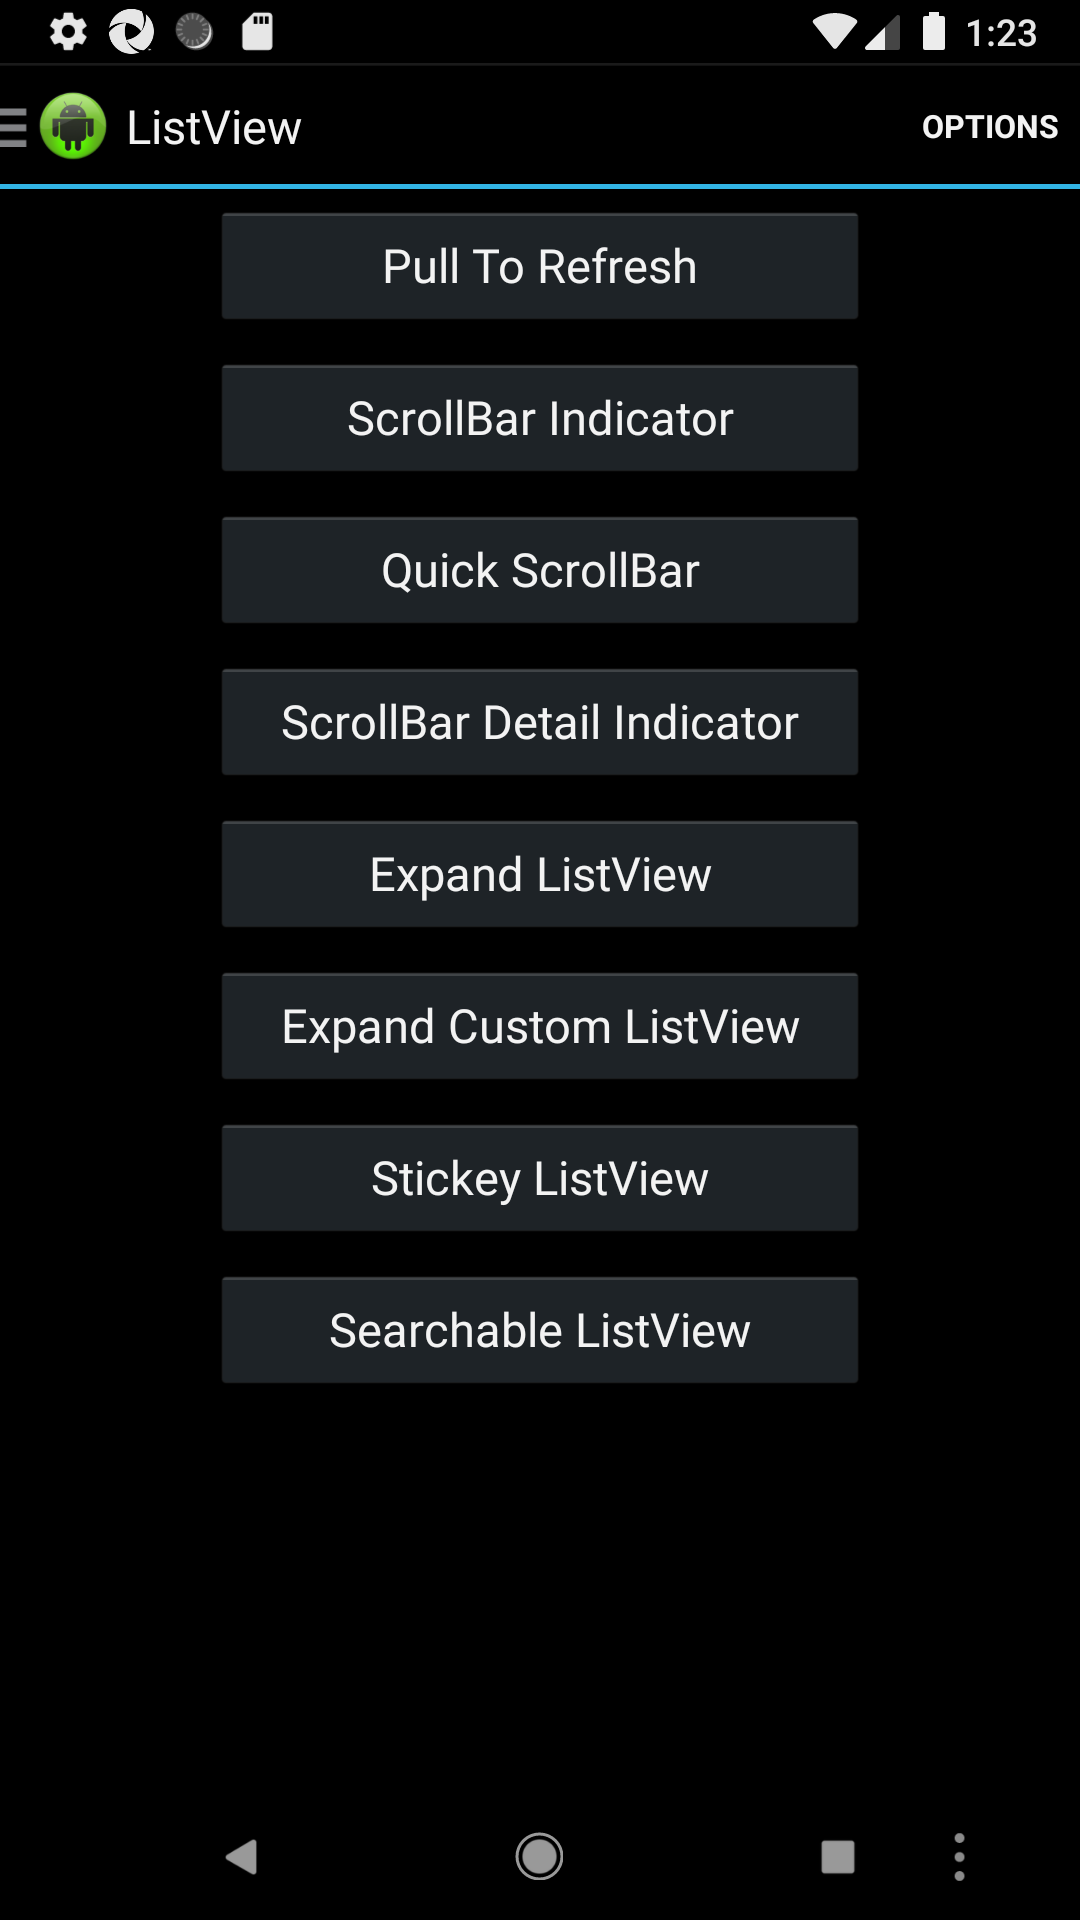 1:23
ListView
OPTIONS
Pull To Refresh
ScrollBar Indicator
Quick ScrollBar
ScrollBar Detail Indicator
Expand ListView
Expand Custom ListView
Stickey ListView
Searchable ListView